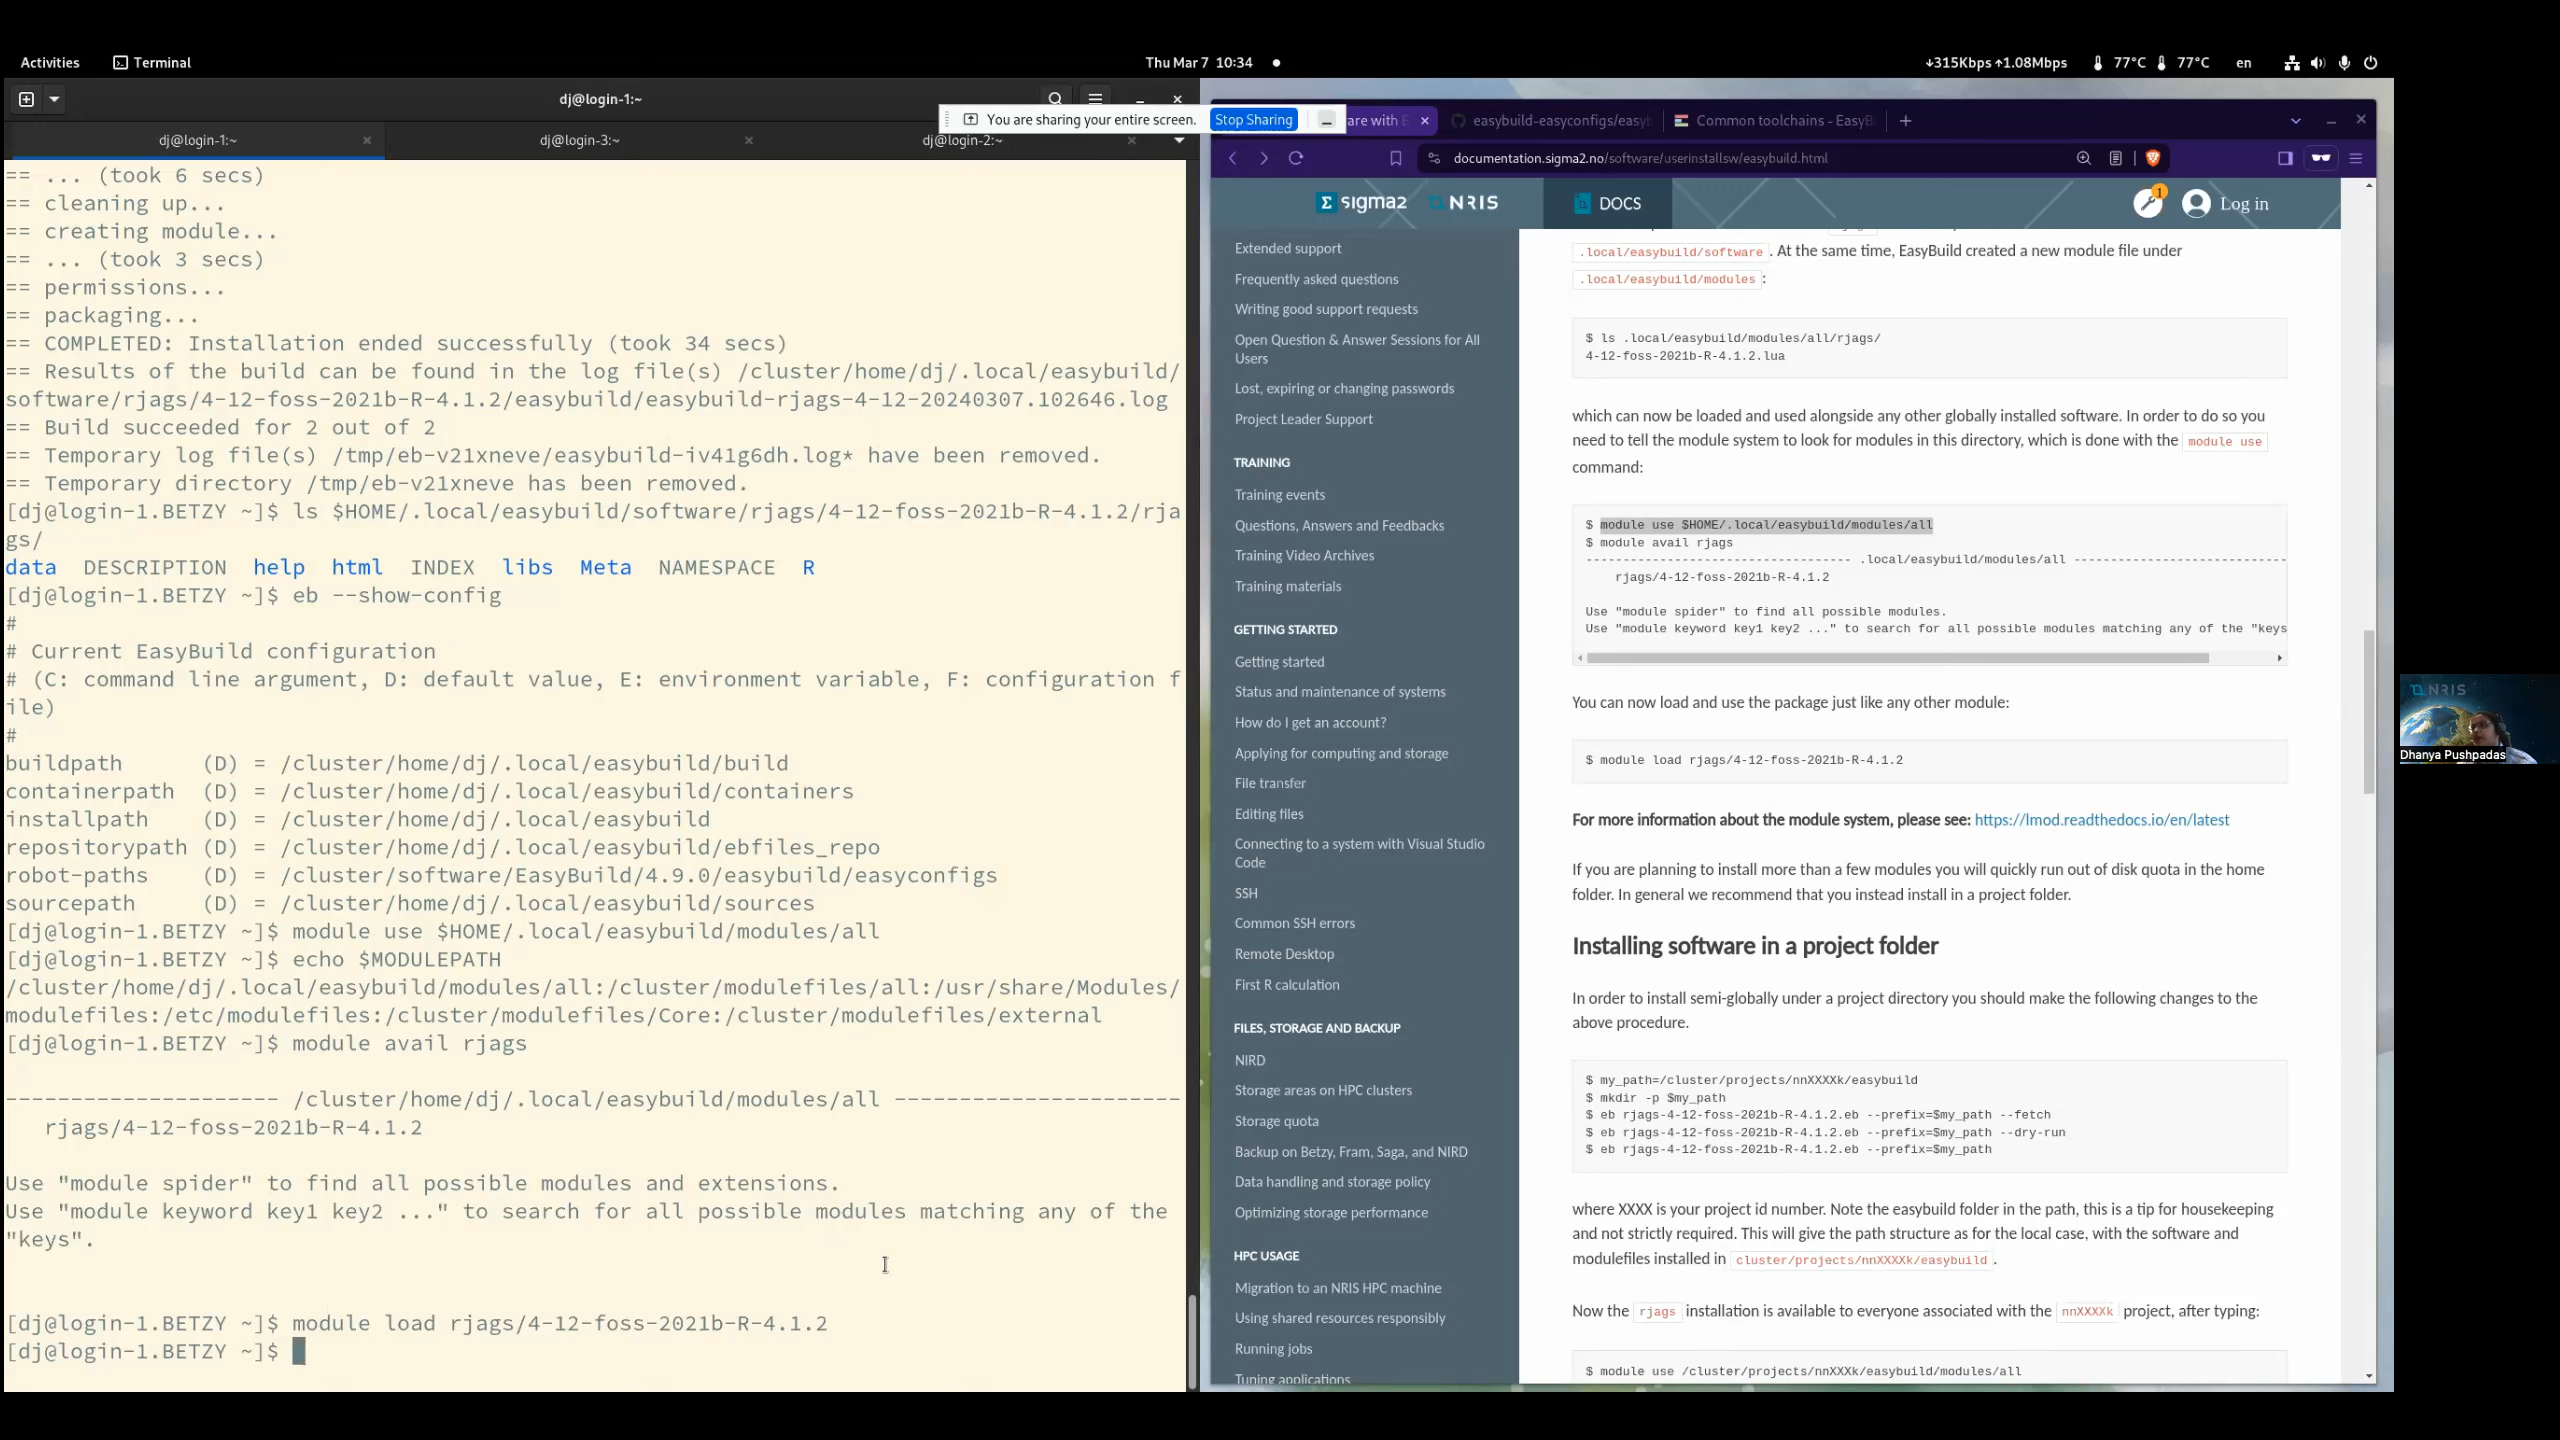 Activities
Terminal
Thu Mar 7 10:34
↓315Kbps ↑1.08Mbps
77°C
77°C
en
dj@login-1:~
dj@login-1:~
dj@login-3:~
dj@login-2:~
You are sharing your entire screen.
Stop Sharing
== ... (took 6 secs)
== cleaning up...
== creating module...
== ... (took 3 secs)
== permissions...
== packaging...
== COMPLETED: Installation ended successfully (took 34 secs)
== Results of the build can be found in the log file(s) /cluster/home/dj/.local/easybuild/
software/rjags/4-12-foss-2021b-R-4.1.2/easybuild/easybuild-rjags-4-12-20240307.102646.log
== Build succeeded for 2 out of 2
== Temporary log file(s) /tmp/eb-v21xneve/easybuild-iv41g6dh.log* have been removed.
== Temporary directory /tmp/eb-v21xneve has been removed.
[dj@login-1.BETZY ~]$ ls $HOME/.local/easybuild/software/rjags/4-12-foss-2021b-R-4.1.2/rja
gs/
data DESCRIPTION help html INDEX libs Meta NAMESPACE R
[dj@login-1.BETZY ~]$ eb --show-config
#
# Current EasyBuild configuration
# (C: command line argument, D: default value, E: environment variable, F: configuration f
ile)
#
buildpath (D) = /cluster/home/dj/.local/easybuild/build
containerpath (D) = /cluster/home/dj/.local/easybuild/containers
installpath (D) = /cluster/home/dj/.local/easybuild
repositorypath (D) = /cluster/home/dj/.local/easybuild/ebfiles_repo
robot-paths (D) = /cluster/software/EasyBuild/4.9.0/easybuild/easyconfigs
sourcepath (D) = /cluster/home/dj/.local/easybuild/sources
[dj@login-1.BETZY ~]$ module use $HOME/.local/easybuild/modules/all
[dj@login-1.BETZY ~]$ echo $MODULEPATH
/cluster/home/dj/.local/easybuild/modules/all:/cluster/modulefiles/all:/usr/share/Modules/
modulefiles:/etc/modulefiles:/cluster/modulefiles/Core:/cluster/modulefiles/external
[dj@login-1.BETZY ~]$ module avail rjags
--------------------- /cluster/home/dj/.local/easybuild/modules/all ----------------------
rjags/4-12-foss-2021b-R-4.1.2
Use "module spider" to find all possible modules and extensions.
Use "module keyword key1 key2 ..." to search for all possible modules matching any of the
"keys".
[dj@login-1.BETZY ~]$ module load rjags/4-12-foss-2021b-R-4.1.2
[dj@login-1.BETZY ~]$
are with
easybuild-easyconfigs/easyb
Common toolchains - EasyB
documentation.sigma2.no/software/userinstallsw/easybuild.html
Σ sigma2
NRIS
DOCS
1
Log in
Extended support
Frequently asked questions
Writing good support requests
Open Question & Answer Sessions for All
Users
Lost, expiring or changing passwords
Project Leader Support
TRAINING
Training events
Questions, Answers and Feedbacks
Training Video Archives
Training materials
GETTING STARTED
Getting started
Status and maintenance of systems
How do I get an account?
Applying for computing and storage
File transfer
Editing files
Connecting to a system with Visual Studio
Code
SSH
Common SSH errors
Remote Desktop
First R calculation
FILES, STORAGE AND BACKUP
NIRD
Storage areas on HPC clusters
Storage quota
Backup on Betzy, Fram, Saga, and NIRD
Data handling and storage policy
Optimizing storage performance
HPC USAGE
Migration to an NRIS HPC machine
Using shared resources responsibly
Running jobs
Tuning applications
.local/easybuild/software . At the same time, EasyBuild created a new module file under
.local/easybuild/modules :
$ ls .local/easybuild/modules/all/rjags/
4-12-foss-2021b-R-4.1.2.lua
which can now be loaded and used alongside any other globally installed software. In order to do so you
need to tell the module system to look for modules in this directory, which is done with the module use
command:
$ module use $HOME/.local/easybuild/modules/all
$ module avail rjags
-------------------------------- .local/easybuild/modules/all -----------------------------
rjags/4-12-foss-2021b-R-4.1.2
Use "module spider" to find all possible modules.
Use "module keyword key1 key2 ..." to search for all possible modules matching any of the "keys
You can now load and use the package just like any other module:
$ module load rjags/4-12-foss-2021b-R-4.1.2
For more information about the module system, please see: https://lmod.readthedocs.io/en/latest
If you are planning to install more than a few modules you will quickly run out of disk quota in the home
folder. In general we recommend that you instead install in a project folder.
Installing software in a project folder
In order to install semi-globally under a project directory you should make the following changes to the
above procedure.
$ my_path=/cluster/projects/nnXXXXk/easybuild
$ mkdir -p $my_path
$ eb rjags-4-12-foss-2021b-R-4.1.2.eb --prefix=$my_path --fetch
$ eb rjags-4-12-foss-2021b-R-4.1.2.eb --prefix=$my_path --dry-run
$ eb rjags-4-12-foss-2021b-R-4.1.2.eb --prefix=$my_path
where XXXX is your project id number. Note the easybuild folder in the path, this is a tip for housekeeping
and not strictly required. This will give the path structure as for the local case, with the software and
modulefiles installed in cluster/projects/nnXXXXk/easybuild .
Now the rjags installation is available to everyone associated with the nnXXXXk project, after typing:
$ module use /cluster/projects/nnXXXk/easybuild/modules/all
NRIS
Dhanya Pushpadas